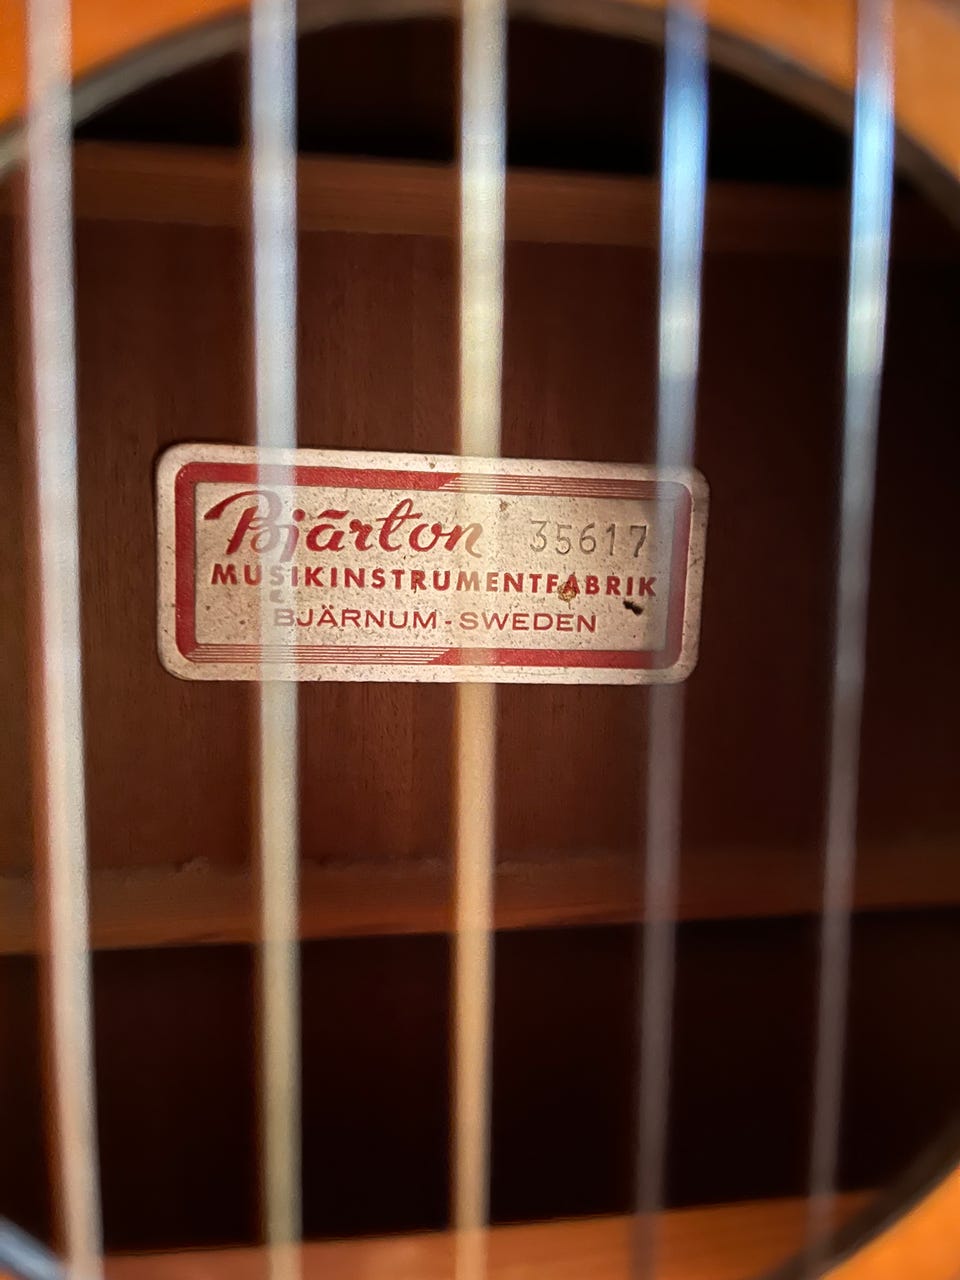 Bjärton 35617
MUSIKINSTRUMENTFABRIK
BJÄRNUM - SWEDEN